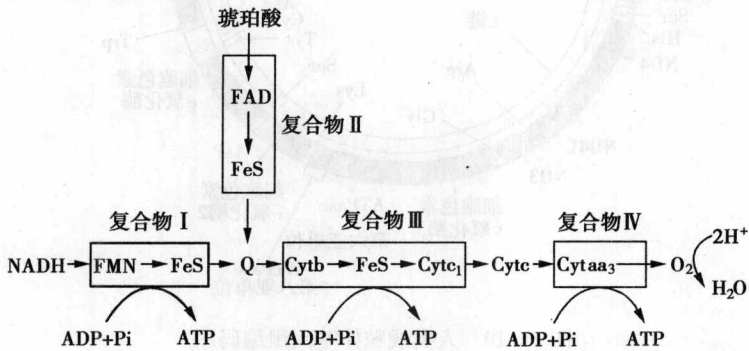 琥珀酸
FAD
复合物Ⅱ
FeS
复合物Ⅰ 复合物Ⅲ 复合物Ⅳ
NADH FMN FeS Q Cytb FeS Cytc₁ Cytc Cytaa₃ O₂ 2H⁺
H₂O
ADP+Pi ATP ADP+Pi ATP ADP+Pi ATP